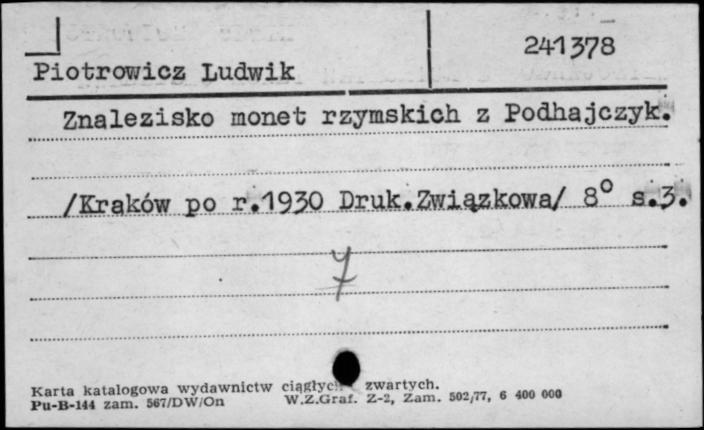 241378
Piotrowicz Ludwik
Znalezisko monet rzymskich z Podhajczyk.
/Kraków po r.1930 Druk.Związkowa/ 8° s.3.
Karta katalogowa wydawnictw ciągłych zwartych.
Pu-B-144 zam. 567/DW/On W.Z.Graf. Z-2, Zam. 502/77, 6 400 000